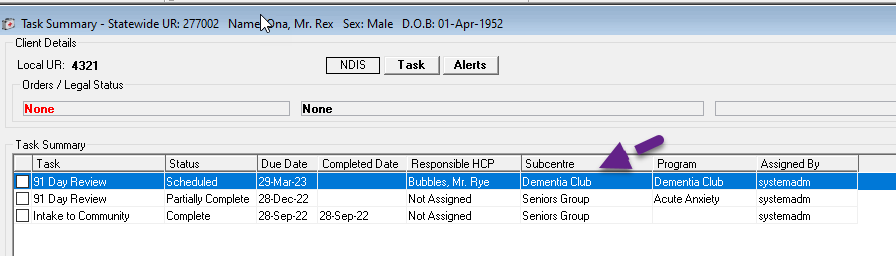 Task Summary - Statewide UR: 277002 Name: Ona, Mr. Rex Sex: Male D.O.B: 01-Apr-1952
Client Details
Local UR: 4321 NDIS Task Alerts
Orders / Legal Status
None None
Task Summary
Task Status Due Date Completed Date Responsible HCP Subcentre Program Assigned By
91 Day Review Scheduled 29-Mar-23 Bubbles, Mr. Rye Dementia Club Dementia Club systemadm
91 Day Review Partially Complete 28-Dec-22 Not Assigned Seniors Group Acute Anxiety systemadm
Intake to Community Complete 28-Sep-22 28-Sep-22 Not Assigned Seniors Group systemadm